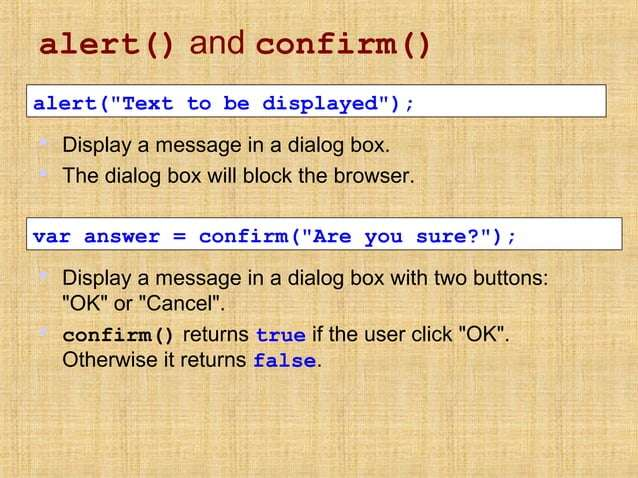 alert() and confirm()
alert("Text to be displayed");
Display a message in a dialog box.
The dialog box will block the browser.
var answer = confirm("Are you sure?");
Display a message in a dialog box with two buttons:
"OK" or "Cancel".
confirm() returns true if the user click "OK".
Otherwise it returns false.